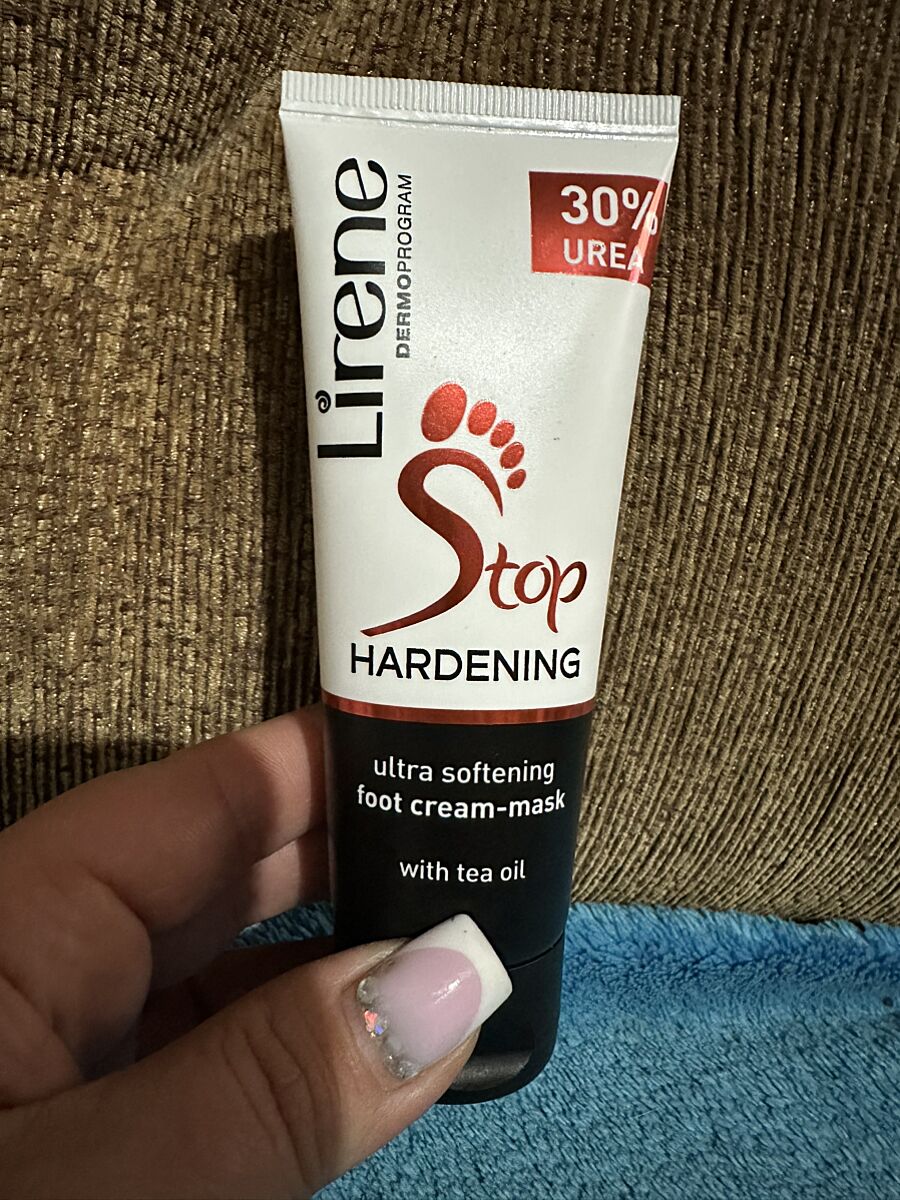 Lirene
DERMOPROGRAM
30%
UREA
Stop
HARDENING
ultra softening
foot cream-mask
with tea oil